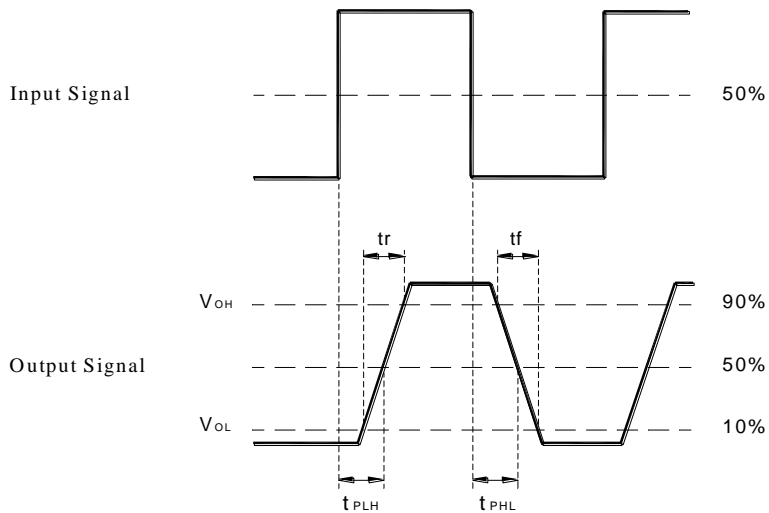 Input Signal
50%
tr
tf
VOH
90%
Output Signal
50%
VOL
10%
tPLH
tPHL